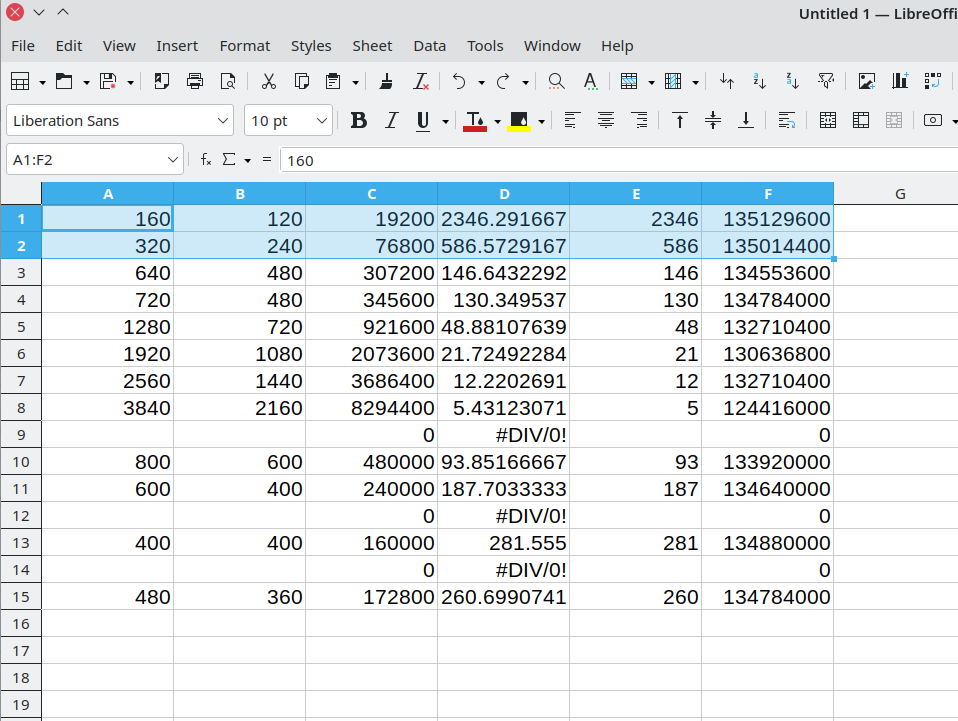 Untitled 1 — LibreOffi
File Edit View Insert Format Styles Sheet Data Tools Window Help
Liberation Sans 10 pt B I U
A1:F2 fx Σ = 160
A B C D E F G
1 160 120 19200 2346.291667 2346 135129600
2 320 240 76800 586.5729167 586 135014400
3 640 480 307200 146.6432292 146 134553600
4 720 480 345600 130.349537 130 134784000
5 1280 720 921600 48.88107639 48 132710400
6 1920 1080 2073600 21.72492284 21 130636800
7 2560 1440 3686400 12.2202691 12 132710400
8 3840 2160 8294400 5.43123071 5 124416000
9 0 #DIV/0! 0
10 800 600 480000 93.85166667 93 133920000
11 600 400 240000 187.7033333 187 134640000
12 0 #DIV/0! 0
13 400 400 160000 281.555 281 134880000
14 0 #DIV/0! 0
15 480 360 172800 260.6990741 260 134784000
16
17
18
19